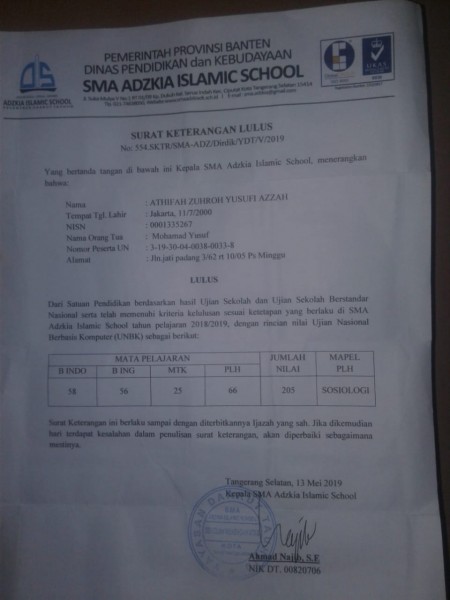 PEMERINTAH PROVINSI BANTEN
DINAS PENDIDIKAN dan KEBUDAYAAN
SMA ADZKIA ISLAMIC SCHOOL
ADZKIA ISLAMIC SCHOOL
UKAS
SURAT KETERANGAN LULUS
No: 554.SKTR/SMA-ADZ/Dirdik/YDT/V/2019
Yang bertanda tangan di bawah ini Kepala SMA Adzkia Islamic School, menerangkan
bahwa:
Nama : ATHIFAH ZUHROH YUSUFI AZZAH
Tempat Tgl. Lahir : Jakarta, 11/7/2000
NISN : 0001335267
Nama Orang Tua : Mohamad Yusuf
Nomor Peserta UN : 3-19-30-04-0038-0033-8
Alamat : Jln.jati padang 3/62 rt 10/05 Ps Minggu
LULUS
Dari Satuan Pendidikan berdasarkan hasil Ujian Sekolah dan Ujian Sekolah Berstandar
Nasional serta telah memenuhi kriteria kelulusan sesuai ketetapan yang berlaku di SMA
Adzkia Islamic School tahun pelajaran 2018/2019, dengan rincian nilai Ujian Nasional
Berbasis Komputer (UNBK) sebagai berikut:
MATA PELAJARAN JUMLAH NILAI MAPEL PLH
B INDO B ING MTK PLH
58 56 25 66 205 SOSIOLOGI
Surat Keterangan ini berlaku sampai dengan diterbitkannya Ijazah yang sah. Jika dikemudian
hari terdapat kesalahan dalam penulisan surat keterangan, akan diperbaiki sebagaimana
mestinya.
Tangerang Selatan, 13 Mei 2019
Kepala SMA Adzkia Islamic School
Ahmad Najib, S.E
NIK DT. 00820706